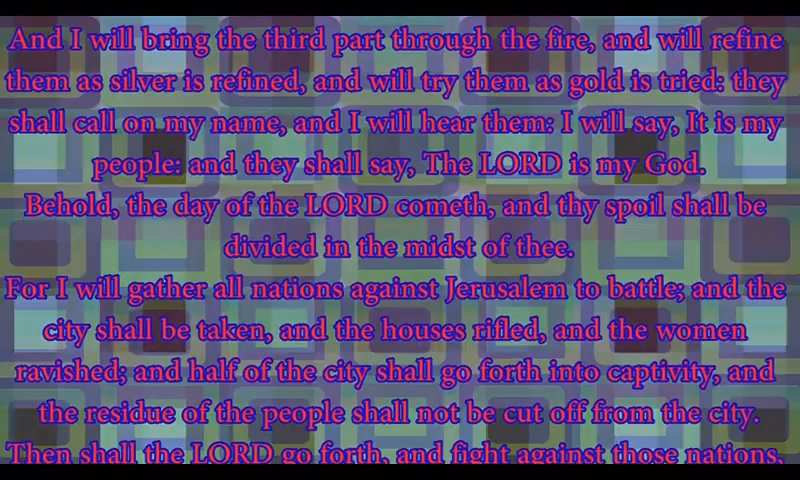 And I will bring the third part through the fire, and will refine
them as silver is refined, and will try them as gold is tried: they
shall call on my name, and I will hear them: I will say, It is my
people: and they shall say, The LORD is my God.
Behold, the day of the LORD cometh, and thy spoil shall be
divided in the midst of thee.
For I will gather all nations against Jerusalem to battle; and the
city shall be taken, and the houses rifled, and the women
ravished; and half of the city shall go forth into captivity, and
the residue of the people shall not be cut off from the city.
Then shall the LORD go forth, and fight against those nations,